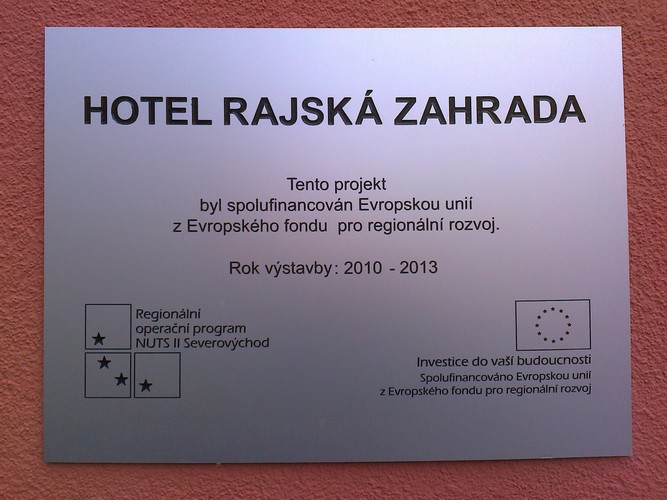 HOTEL RAJSKÁ ZAHRADA
Tento projekt
byl spolufinancován Evropskou unií
z Evropského fondu pro regionální rozvoj.
Rok výstavby: 2010 - 2013
Regionální
operační program
NUTS II Severovýchod
Investice do vaší budoucnosti
Spolufinancováno Evropskou unií
z Evropského fondu pro regionální rozvoj